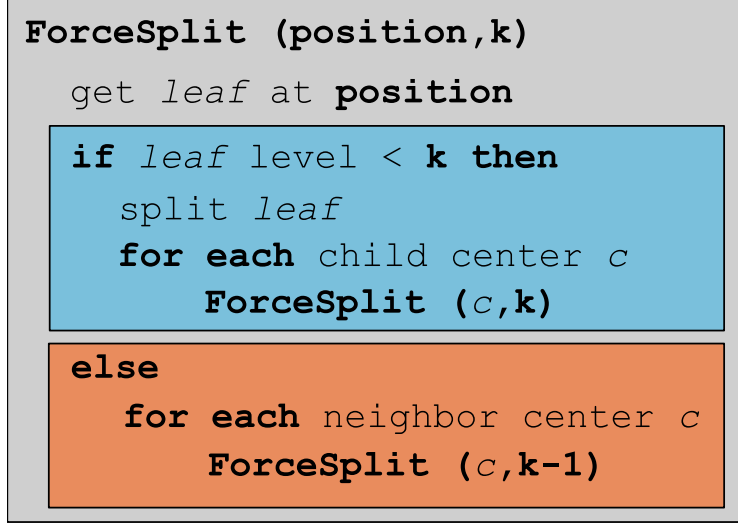 ForceSplit (position,k)
get leaf at position
if leaf level < k then
split leaf
for each child center c
ForceSplit (c,k)
else
for each neighbor center c
ForceSplit (c,k-1)